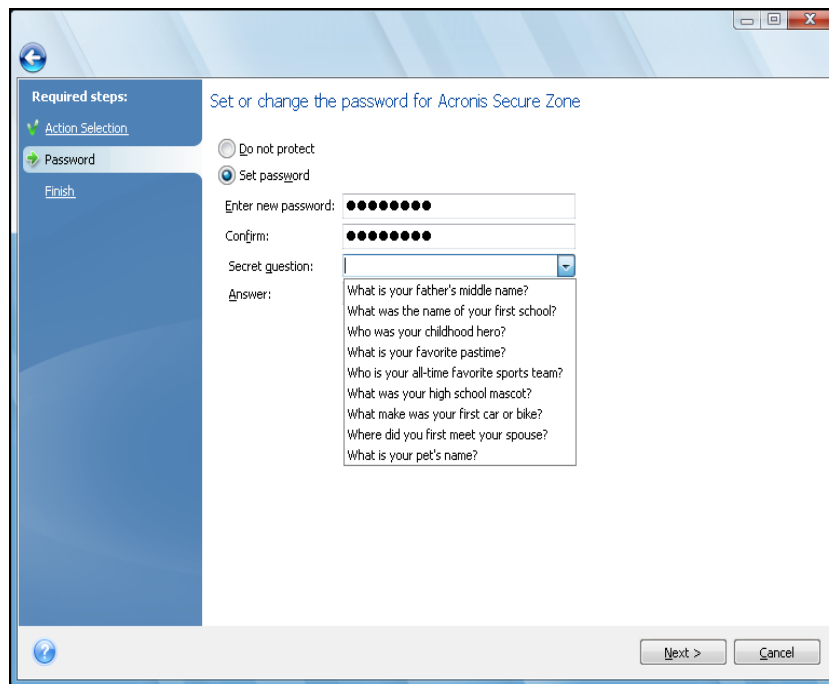 Required steps:
Action Selection
Password
Finish
Set or change the password for Acronis Secure Zone
Do not protect
Set password
Enter new password: ●●●●●●●●
Confirm: ●●●●●●●●
Secret question:
Answer:
What is your father's middle name?
What was the name of your first school?
Who was your childhood hero?
What is your favorite pastime?
Who is your all-time favorite sports team?
What was your high school mascot?
What make was your first car or bike?
Where did you first meet your spouse?
What is your pet's name?
Next >
Cancel